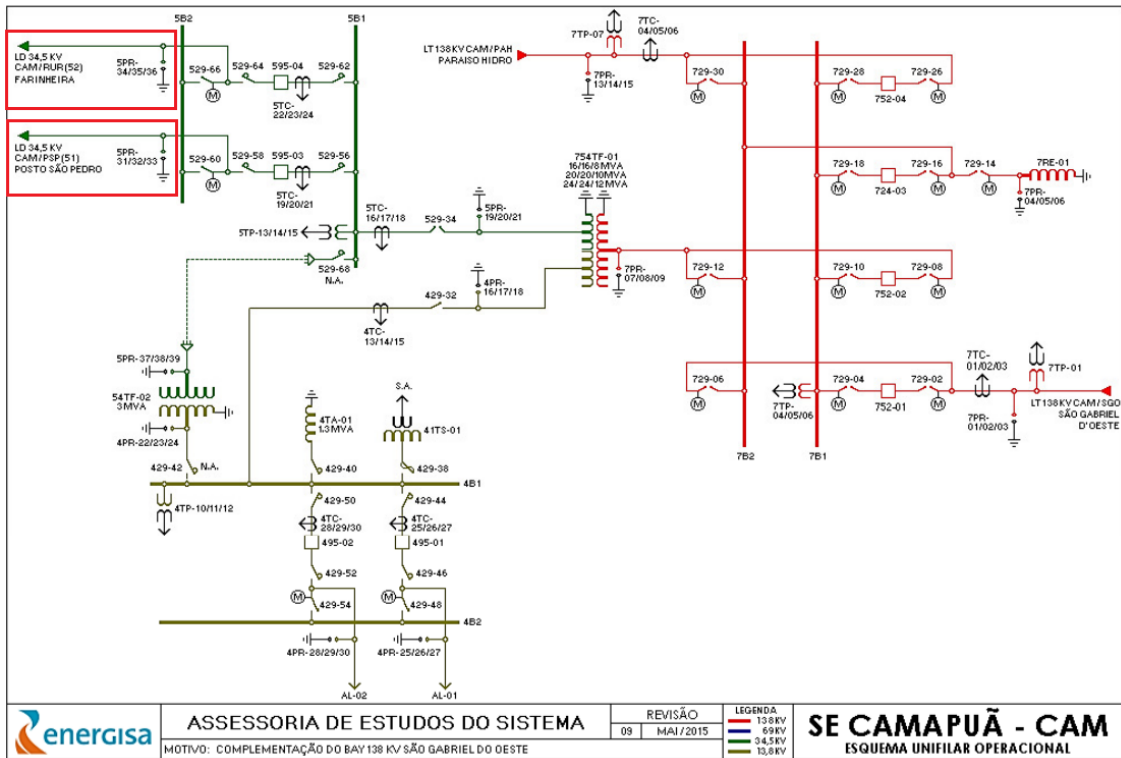 5B2
5B1
LD 34,5 KV
CAM/RUR(52)
FARINHEIRA
5PR-
34/35/36
529-66
M
529-64
595-04
529-62
5TC-
22/23/24
LD 34,5 KV
CAM/PSP(51)
POSTO SÃO PEDRO
5PR-
31/32/33
529-60
M
529-58
595-03
529-56
5TC-
19/20/21
5TP-13/14/15
5TC-
16/17/18
529-34
5PR-
19/20/21
529-68
N.A.
429-32
4PR-
16/17/18
4TC-
13/14/15
754TF-01
16/16/8 MVA
20/20/10MVA
24/24/12 MVA
LT138KV CAM/PAH
PARAISO HIDRO
7TP-07
7TC-
04/05/06
7PR-
13/14/15
729-30
M
729-28
M
752-04
729-26
M
729-18
M
724-03
729-16
M
729-14
M
7RE-01
7PR-
04/05/06
7PR-
07/08/09
729-12
M
729-10
M
752-02
729-08
M
729-06
M
7TP-
04/05/06
729-04
M
752-01
729-02
M
7TC-
01/02/03
7TP-01
7PR-
01/02/03
LT138KV CAM/SGO
SÃO GABRIEL
D'OESTE
7B2
7B1
5PR-37/38/39
54TF-02
3 MVA
4PR-22/23/24
429-42
N.A.
4TP-10/11/12
4TA-01
1.3 MVA
S.A.
41TS-01
429-40
429-38
4B1
429-50
429-44
4TC-
28/29/30
4TC-
25/26/27
495-02
495-01
429-52
429-46
M
429-54
M
429-48
4B2
4PR-28/29/30
4PR-25/26/27
AL-02
AL-01
energisa
ASSESSORIA DE ESTUDOS DO SISTEMA
MOTIVO: COMPLEMENTAÇÃO DO BAY 138 KV SÃO GABRIEL DO OESTE
REVISÃO
09 MAI/2015
LEGENDA
138KV
69KV
34,5KV
13,8KV
SE CAMAPUÃ - CAM
ESQUEMA UNIFILAR OPERACIONAL